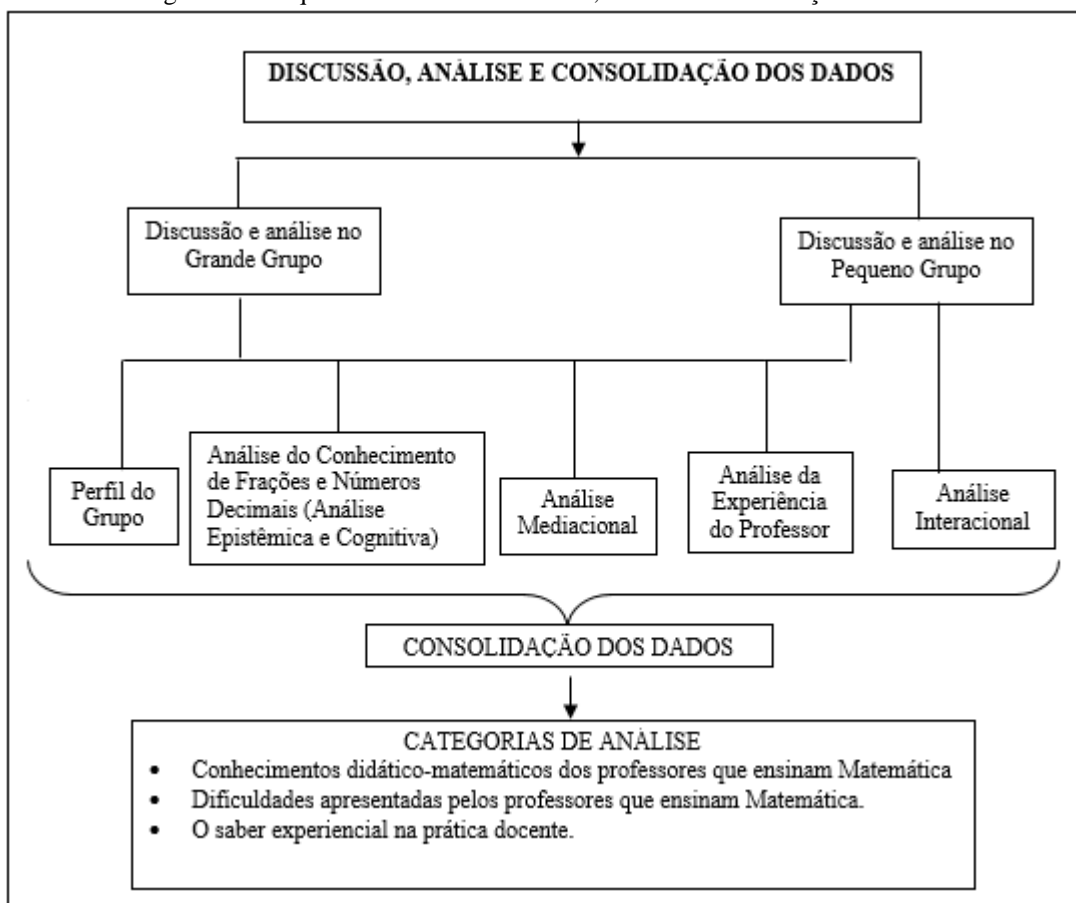 DISCUSSÃO, ANÀLISE E CONSOLIDAÇÃO DOS DADOS
Discussão e análise no
Grande Grupo
Discussão e análise no
Pequeno Grupo
Perfil do
Grupo
Análise do Conhecimento
de Frações e Números
Decimais (Análise
Epistêmica e Cognitiva)
Análise
Mediacional
Análise da
Experiência
do Professor
Análise
Interacional
CONSOLIDAÇÃO DOS DADOS
CATEGORIAS DE ANÀLISE
• Conhecimentos didático-matemáticos dos professores que ensinam Matemática
• Dificuldades apresentadas pelos professores que ensinam Matemática.
• O saber experiencial na prática docente.